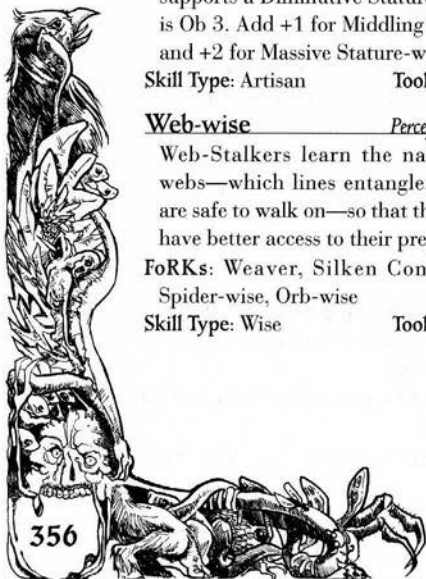 supports a Diminutive Stature
is Ob 3. Add +1 for Middling
and +2 for Massive Stature-w
Skill Type: Artisan Tool
Web-wise Perce
Web-Stalkers learn the na
webs—which lines entangle
are safe to walk on—so that th
have better access to their pre
FoRKs: Weaver, Silken Con
Spider-wise, Orb-wise
Skill Type: Wise Tool
356